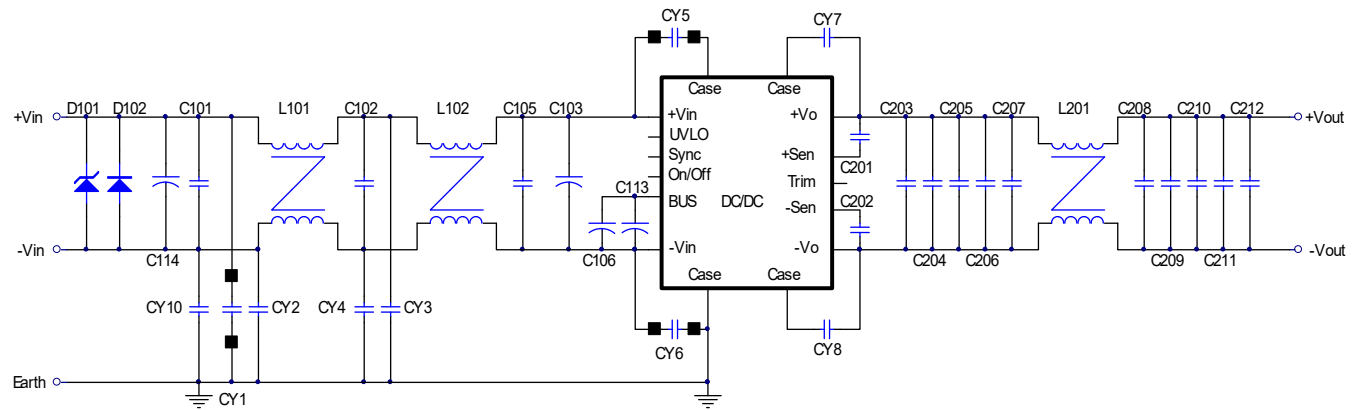 CY5
CY7
Case
Case
D101
D102
C101
L101
C102
L102
C105
C103
+Vin
+Vin
+Vo
C203
C205
C207
L201
C208
C210
C212
+Vout
UVLO
Sync
+Sen
C201
On/Off
Trim
C113
BUS
DC/DC
-Sen
C202
-Vin
-Vin
-Vo
-Vout
C114
C106
C204
C206
C209
C211
Case
Case
CY10
CY2
CY4
CY3
CY6
CY8
Earth
CY1